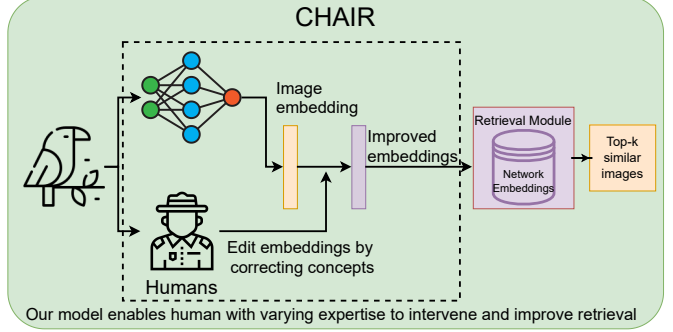 CHAIR
Image
embedding
Improved
embeddings
Retrieval Module
Network
Embeddings
Top-k
similar
images
Edit embeddings by
correcting concepts
Humans
Our model enables human with varying expertise to intervene and improve retrieval